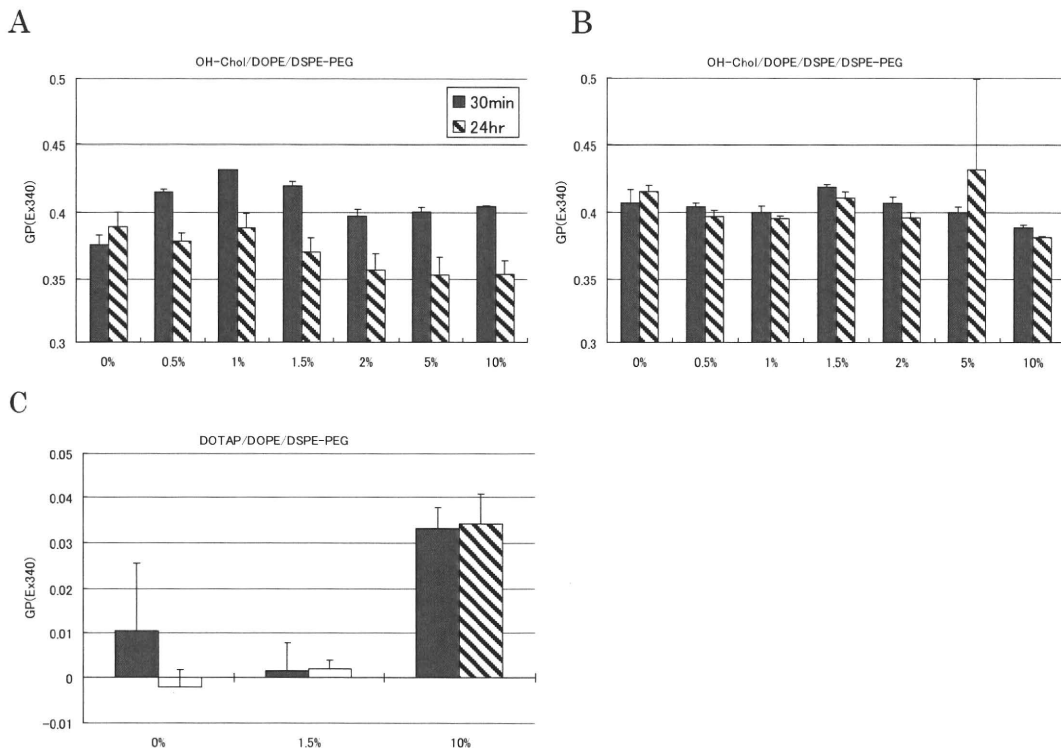 A
OH-Chol/DOPE/DSPE-PEG
0.5
0.45
0.4
0.35
0.3
GP(Ex340)
30min
24hr
0% 0.5% 1% 1.5% 2% 5% 10%
B
OH-Chol/DOPE/DSPE/DSPE-PEG
0.5
0.45
0.4
0.35
0.3
GP(Ex340)
0% 0.5% 1% 1.5% 2% 5% 10%
C
DOTAP/DOPE/DSPE-PEG
0.05
0.04
0.03
0.02
0.01
0
-0.01
GP(Ex340)
0% 1.5% 10%